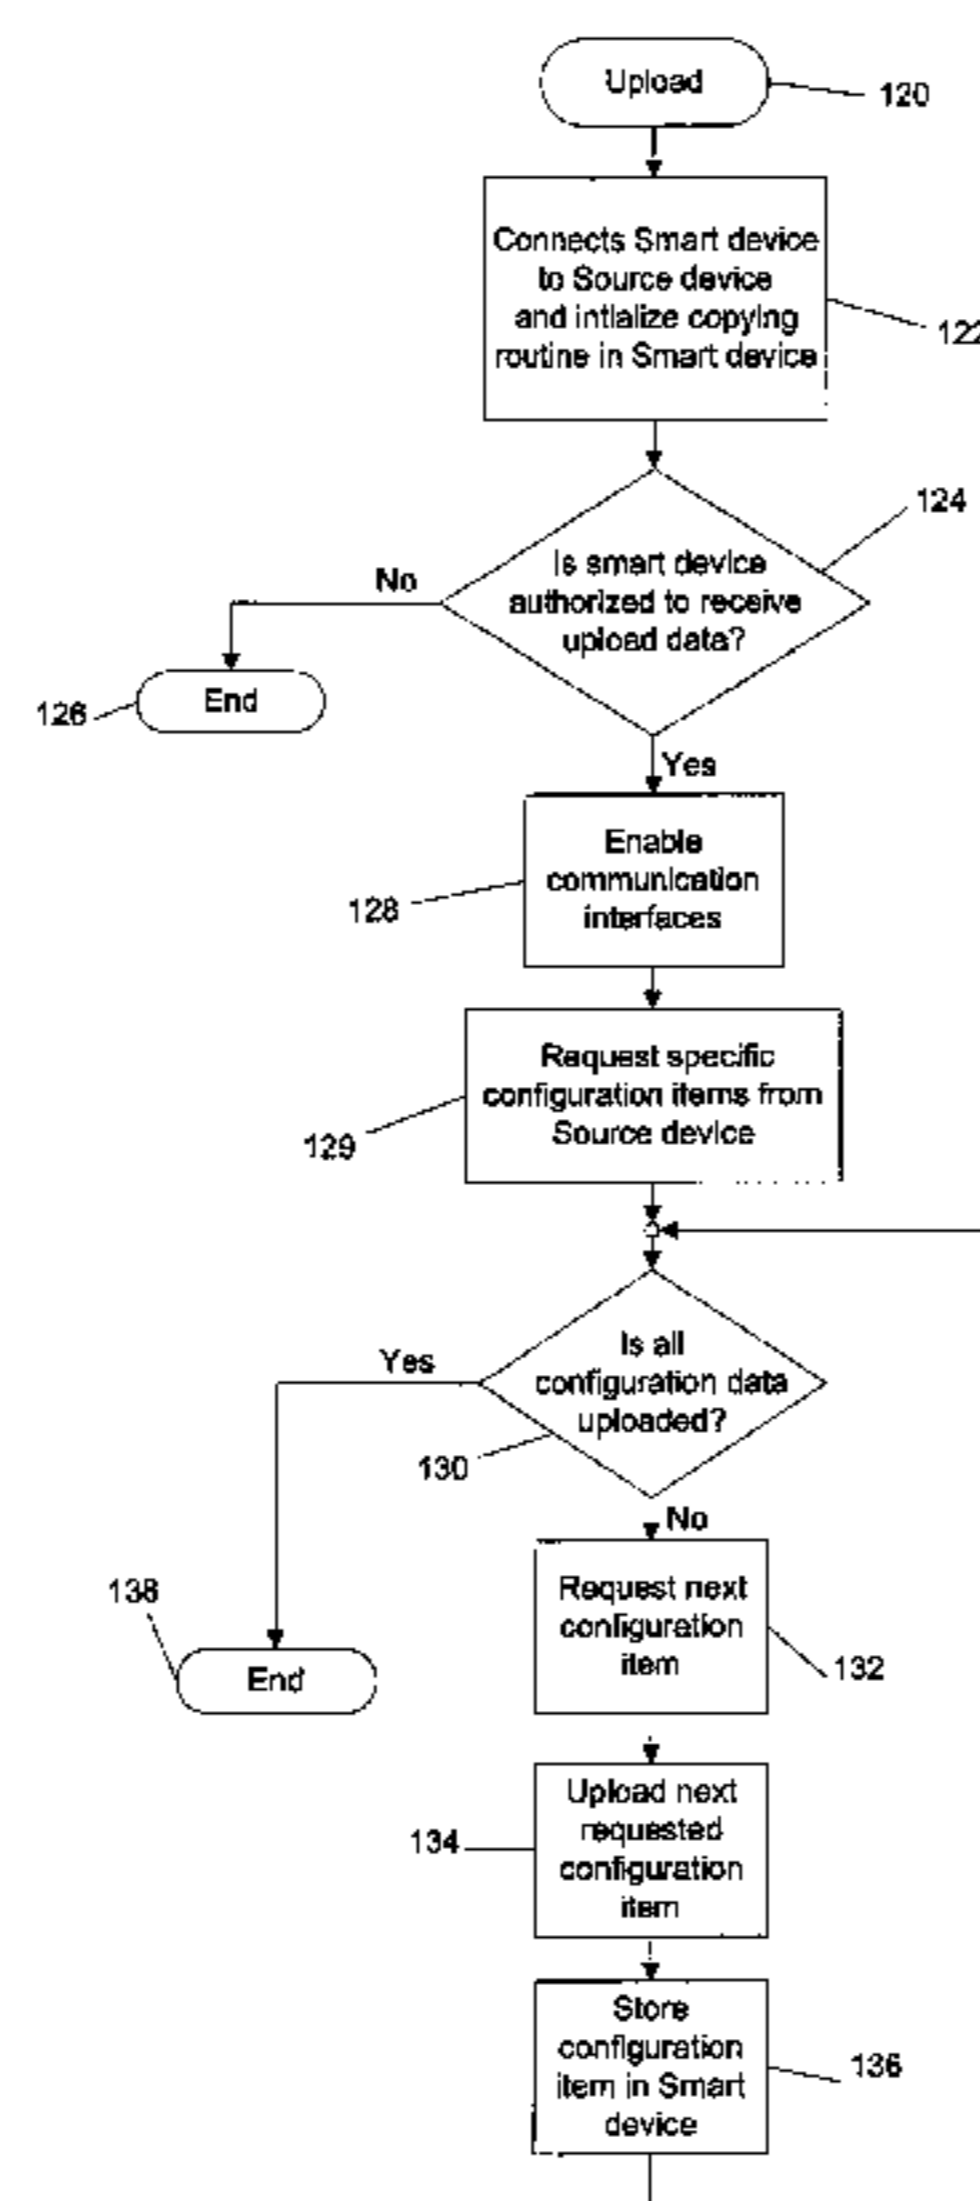 Upload
120
Connects Smart device
to Source device
and intialize copying
routine in Smart device
122
124
Is smart device
authorized to receive
upload data?
No
End
126
Yes
Enable
communication
interfaces
128
Request specific
configuration items from
Source device
129
Is all
configuration data
uploaded?
Yes
130
No
138
End
Request next
configuration
item
132
Upload next
requested
configuration
item
134
Store
configuration
item in Smart
device
136